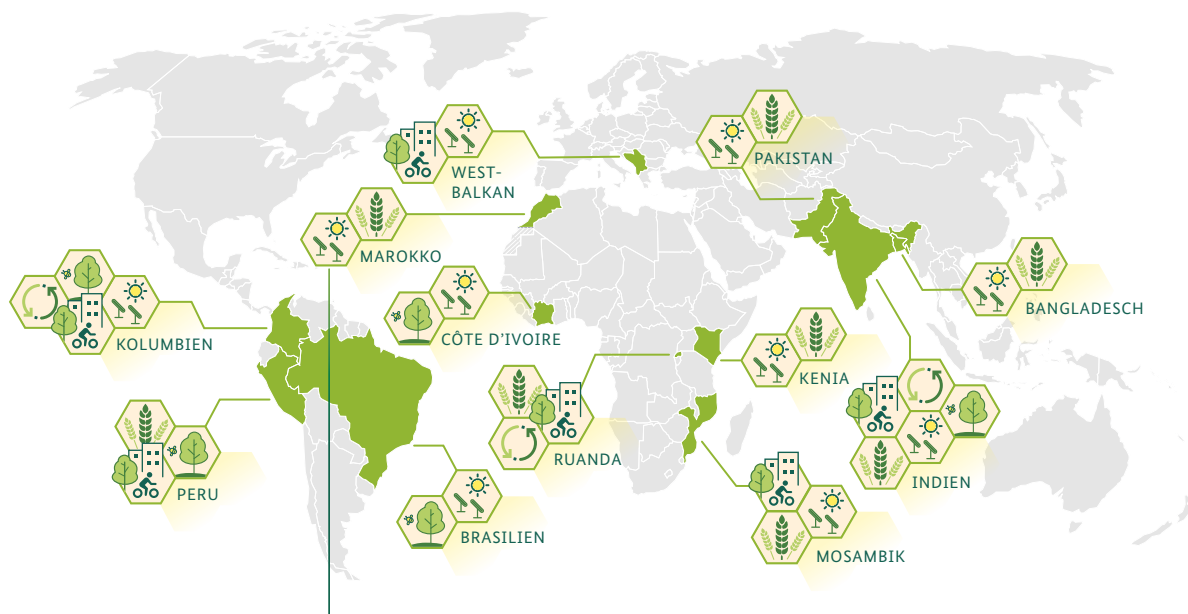 PAKISTAN
WEST-
BALKAN
MAROKKO
BANGLADESCH
CÔTE D’IVOIRE
KOLUMBIEN
KENIA
RUANDA
INDIEN
PERU
BRASILIEN
MOSAMBIK